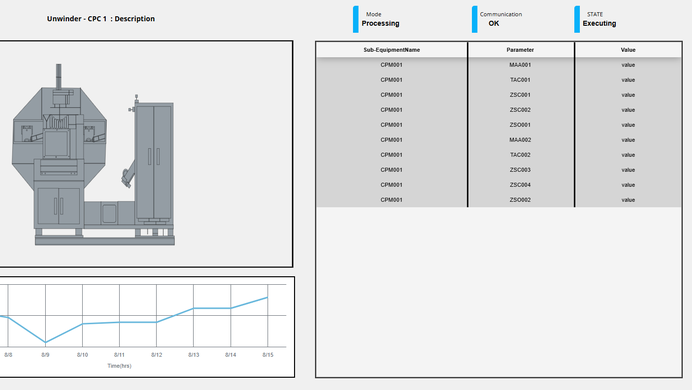 Unwinder - CPC 1 : Description
Mode
Processing
Communication
OK
STATE
Executing
Sub-EquipmentName Parameter Value
CPM001 MAA001 value
CPM001 TAC001 value
CPM001 ZSC001 value
CPM001 ZSC002 value
CPM001 ZSO001 value
CPM001 MAA002 value
CPM001 TAC002 value
CPM001 ZSC003 value
CPM001 ZSC004 value
CPM001 ZSO002 value
8/8 8/9 8/10 8/11 8/12 8/13 8/14 8/15
Time(hrs)